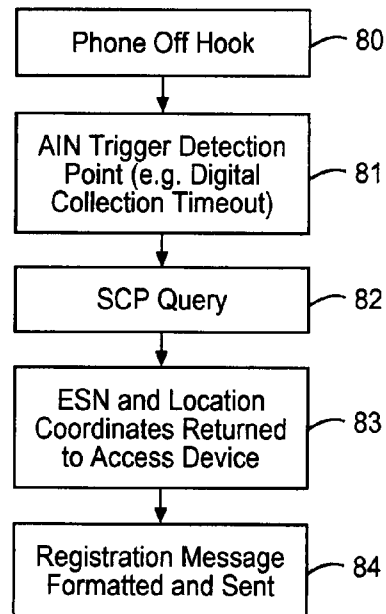 Phone Off Hook
80
AIN Trigger Detection
Point (e.g. Digital
Collection Timeout)
81
SCP Query
82
ESN and Location
Coordinates Returned
to Access Device
83
Registration Message
Formatted and Sent
84